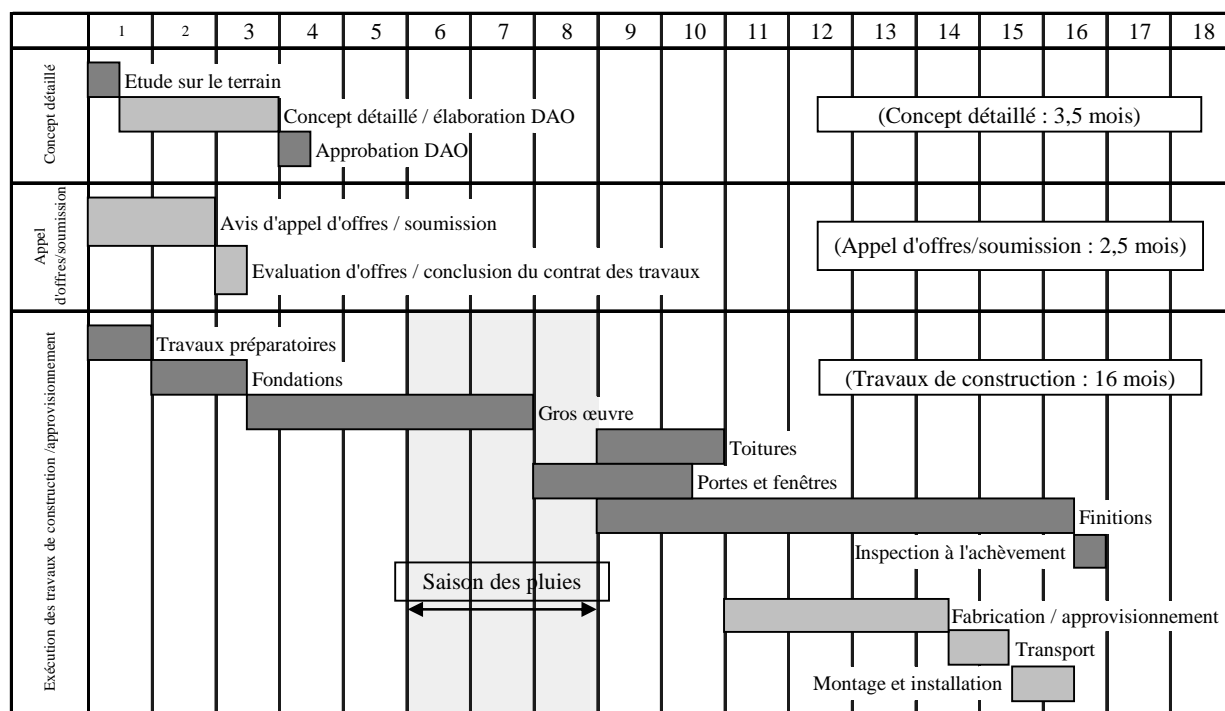 1 2 3 4 5 6 7 8 9 10 11 12 13 14 15 16 17 18
Concept détaillé
Etude sur le terrain
Concept détaillé / élaboration DAO
(Concept détaillé : 3,5 mois)
Approbation DAO
Appel
d'offres/soumission
Avis d'appel d'offres / soumission
(Appel d'offres/soumission : 2,5 mois)
Evaluation d'offres / conclusion du contrat des travaux
Exécution des travaux de construction /approvisionnement
Travaux préparatoires
Fondations
(Travaux de construction : 16 mois)
Gros œuvre
Toitures
Portes et fenêtres
Finitions
Inspection à l'achèvement
Saison des pluies
Fabrication / approvisionnement
Transport
Montage et installation